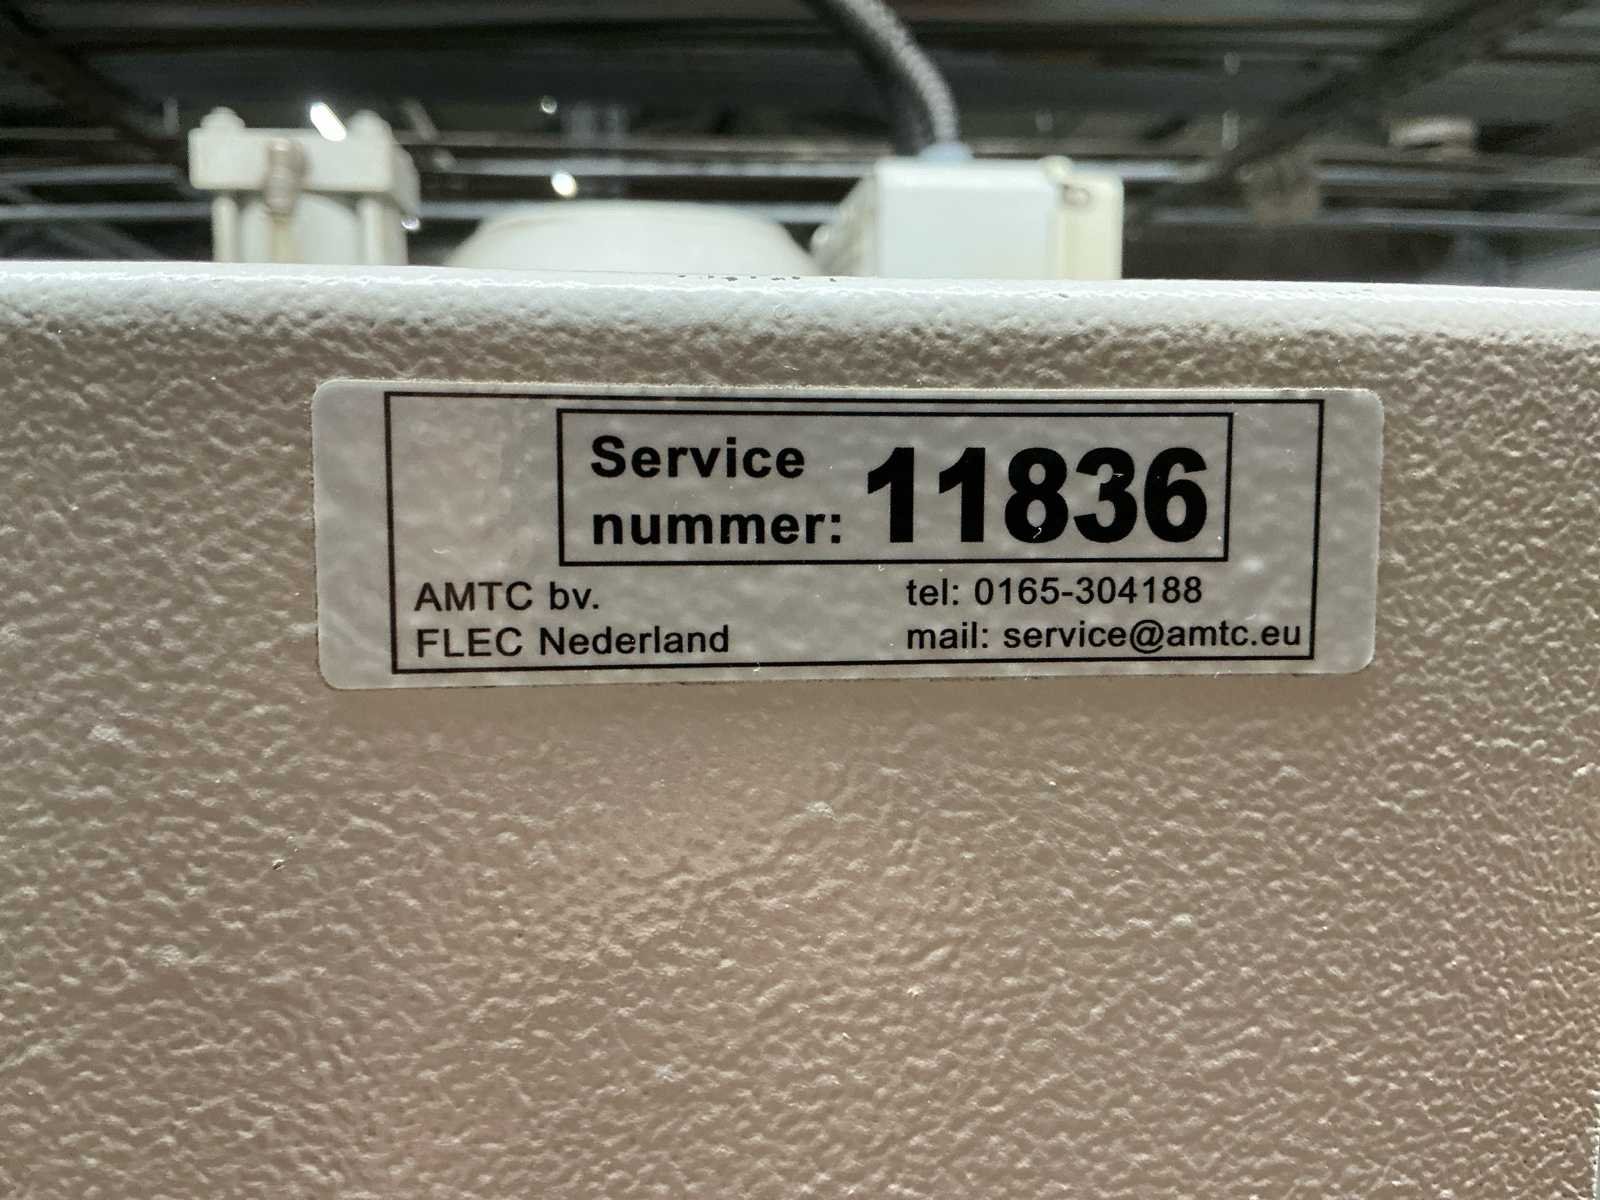 Service
nummer: 11836
AMTC bv.
FLEC Nederland
tel: 0165-304188
mail: service@amtc.eu